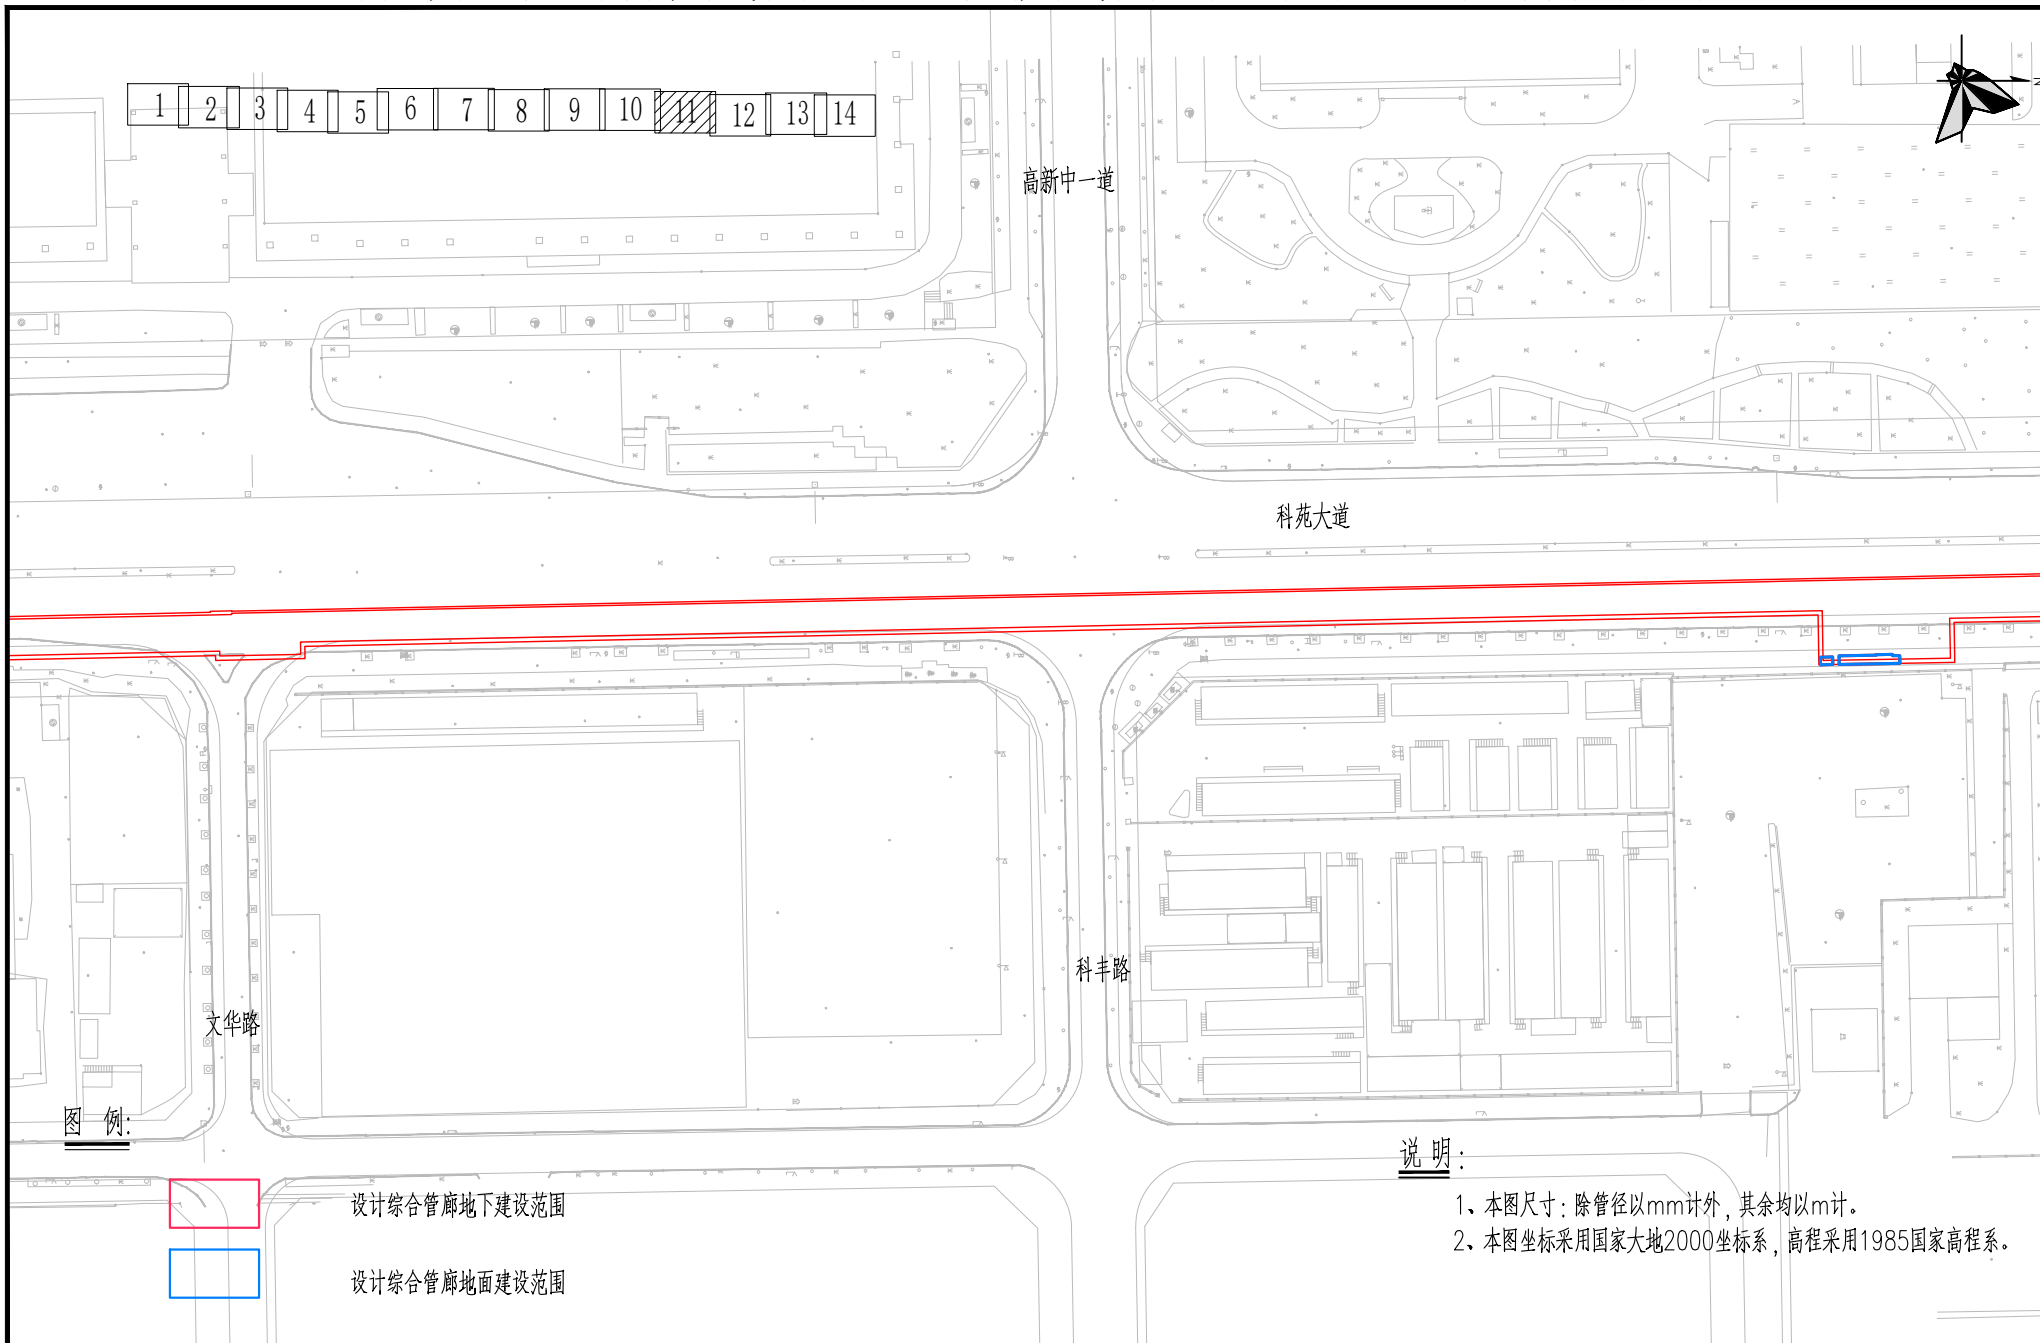 1 2 3 4 5 6 7 8 9 10 11 12 13 14
N
高新中一道
科苑大道
科丰路
文华路
图 例:
设计综合管廊地下建设范围
设计综合管廊地面建设范围
说 明:
1、本图尺寸:除管径以mm计外,其余均以m计。
2、本图坐标采用国家大地2000坐标系,高程采用1985国家高程系。